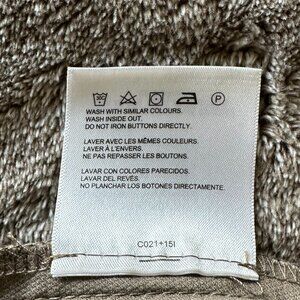 WASH WITH SIMILAR COLOURS.
WASH INSIDE OUT.
DO NOT IRON BUTTONS DIRECTLY.
LAVER AVEC LES MÊMES COULEURS.
LAVER À L'ENVERS.
NE PAS REPASSER LES BOUTONS.
LAVAR CON COLORES PARECIDOS.
LAVAR DEL REVÉS.
NO PLANCHAR LOS BOTONES DIRECTAMENTE.
C021+15I